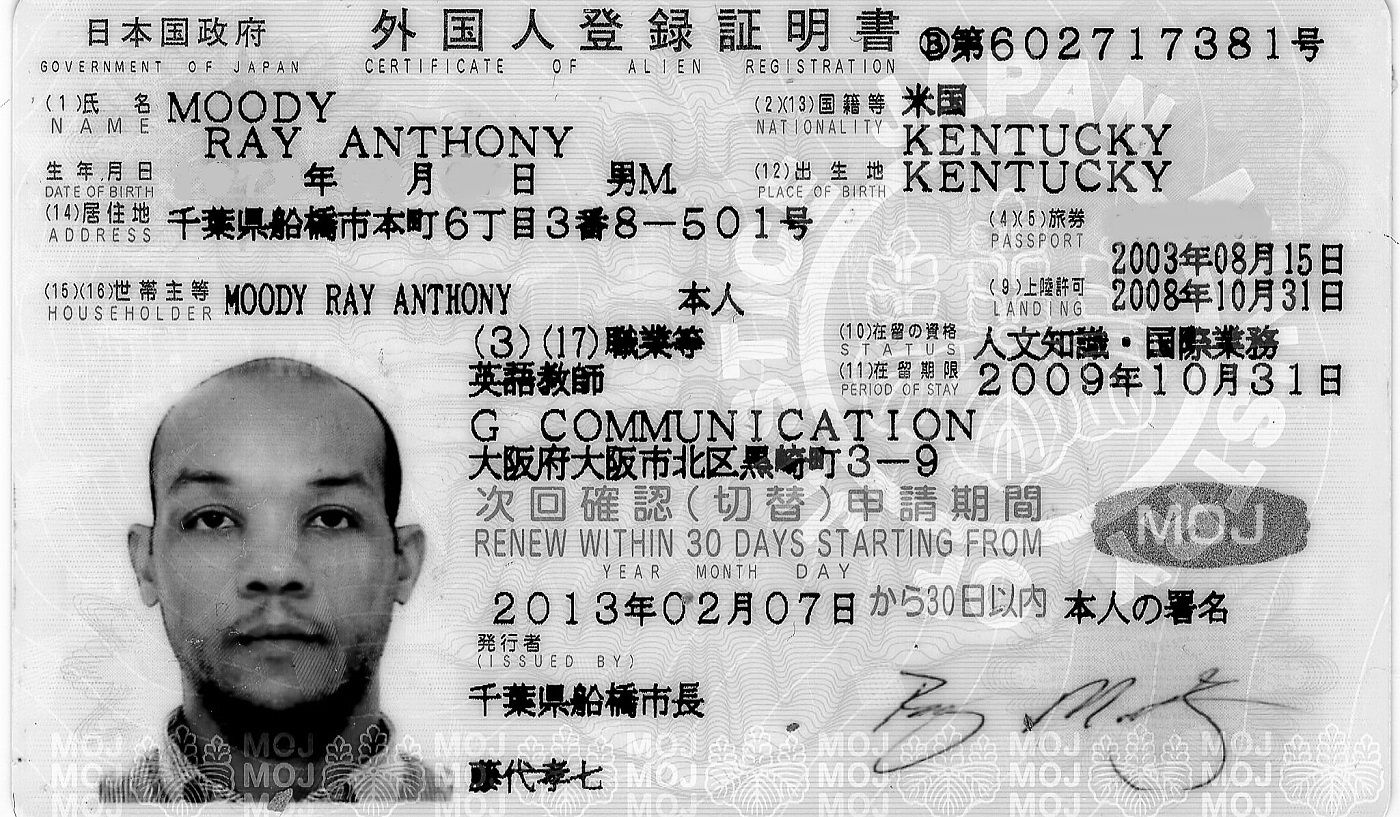 日本国政府 外国人登録証明書 Ⓑ第6027173​81号
GOVERNMENT OF JAPAN CERTIFICATE OF ALIEN REGISTRATION
(1)氏名 MOODY
NAME RAY ANTHONY
(2)(13)国籍等 米国
NATIONALITY KENTUCKY
生年月日 年 月 日 男M.
DATE OF BIRTH
(12)出生地 KENTUCKY
PLACE OF BIRTH
(14)居住地 千葉県船橋市本町6丁目3番8－501号
ADDRESS
(4)(5)旅券
PASSPORT 2003年08月15日
(9)上陸許可 2008年10月31日
LANDING
(15)(16)世帯主等 MOODY RAY ANTHONY 本人
HOUSEHOLDER
(3)(17)職業等
英語教師
(10)在留の資格 人文知識・国際業務
STATUS
(11)在留期限 2009年10月31日
PERIOD OF STAY
G COMMUNICATION
大阪府大阪市北区黒崎町3－9
次回確認(切替)申請期間
RENEW WITHIN 30 DAYS STARTING FROM
YEAR MONTH DAY
2013年02月07日から30日以内 本人の署名
MOJ
発行者
(ISSUED BY)
千葉県船橋市長
藤代孝七
Ray Moody
MOJ MOJ MOJ MOJ MOJ MOJ MOJ
MOJ MOJ MOJ MOJ MOJ MOJ MOJ